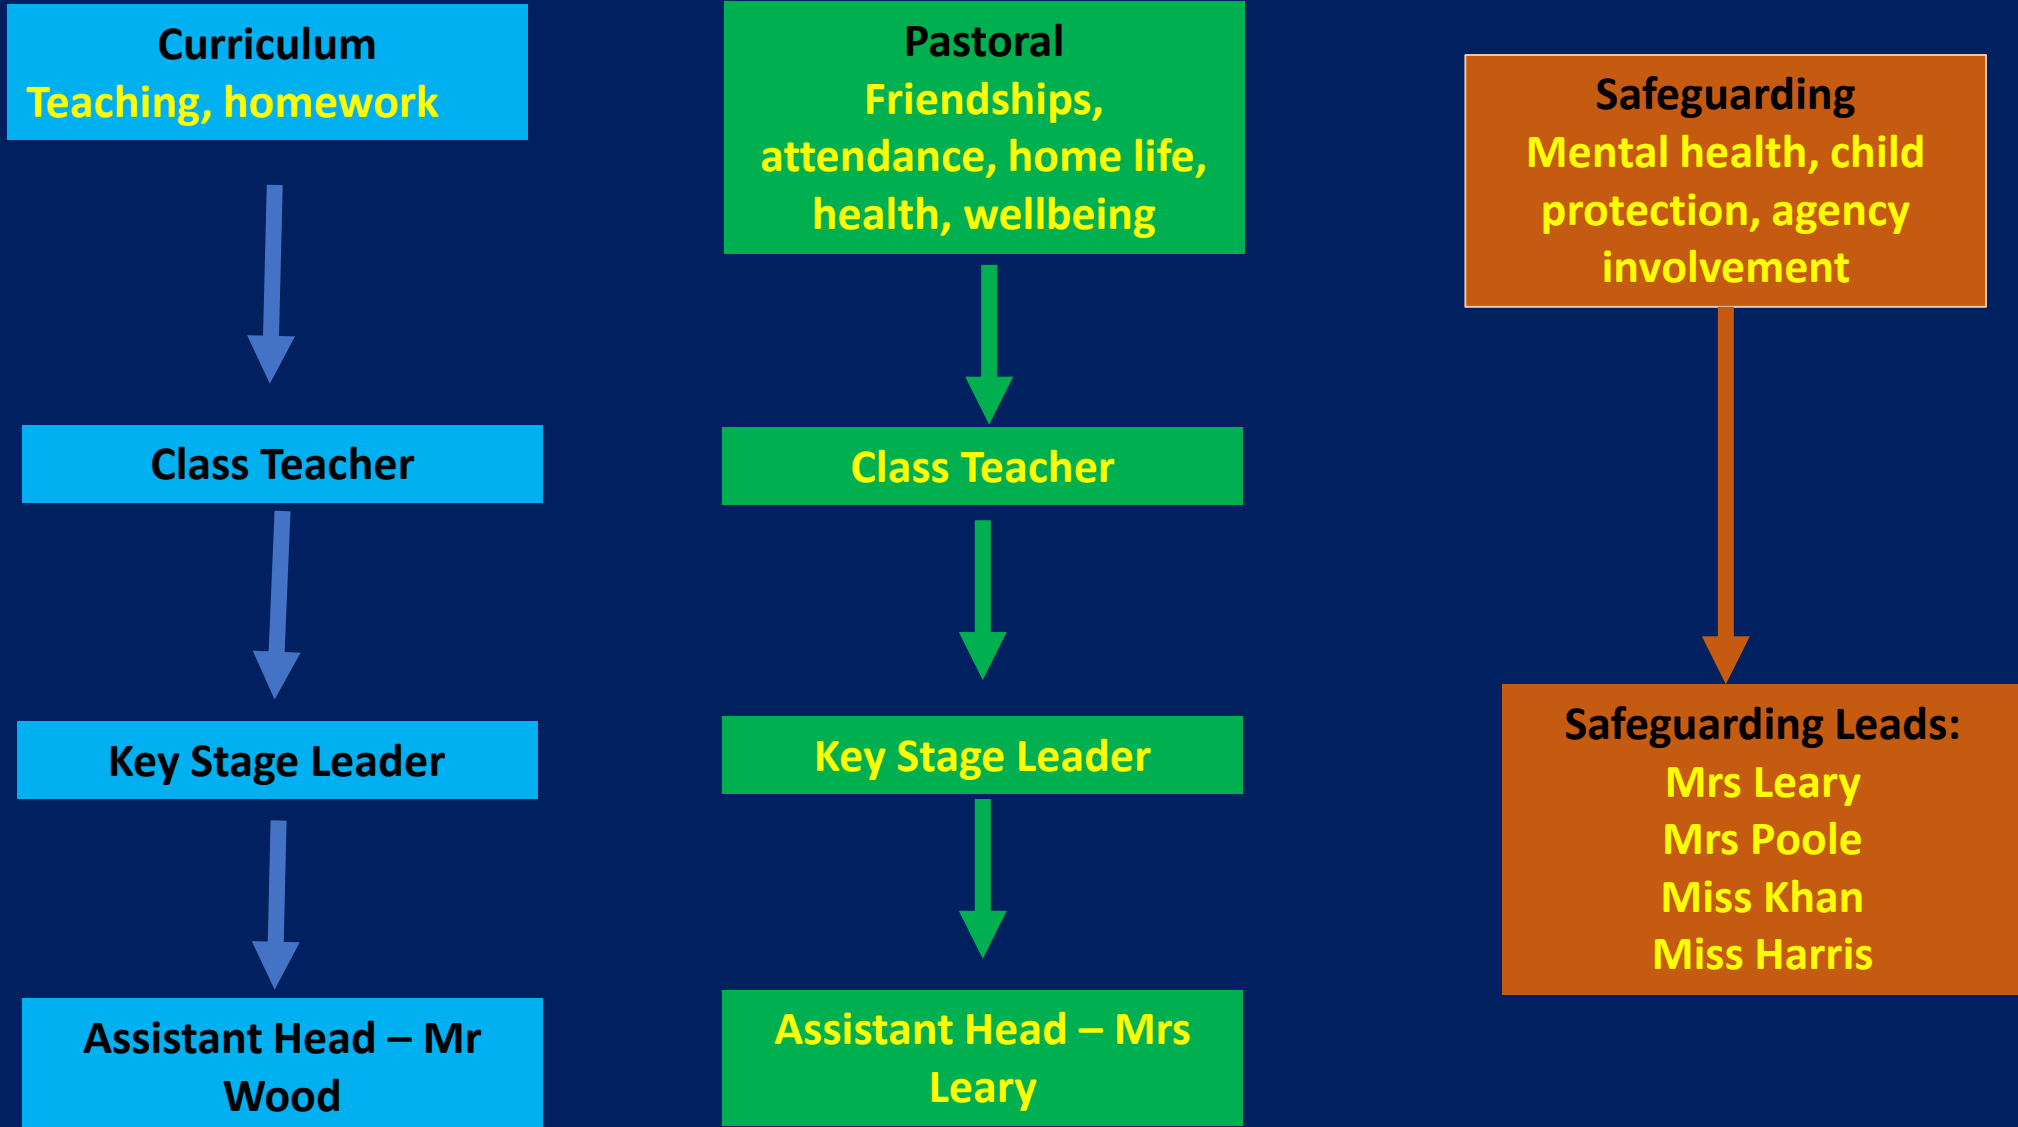 Curriculum
Teaching, homework
Class Teacher
Key Stage Leader
Assistant Head – Mr
Wood
Pastoral
Friendships,
attendance, home life,
health, wellbeing
Class Teacher
Key Stage Leader
Assistant Head – Mrs
Leary
Safeguarding
Mental health, child
protection, agency
involvement
Safeguarding Leads:
Mrs Leary
Mrs Poole
Miss Khan
Miss Harris